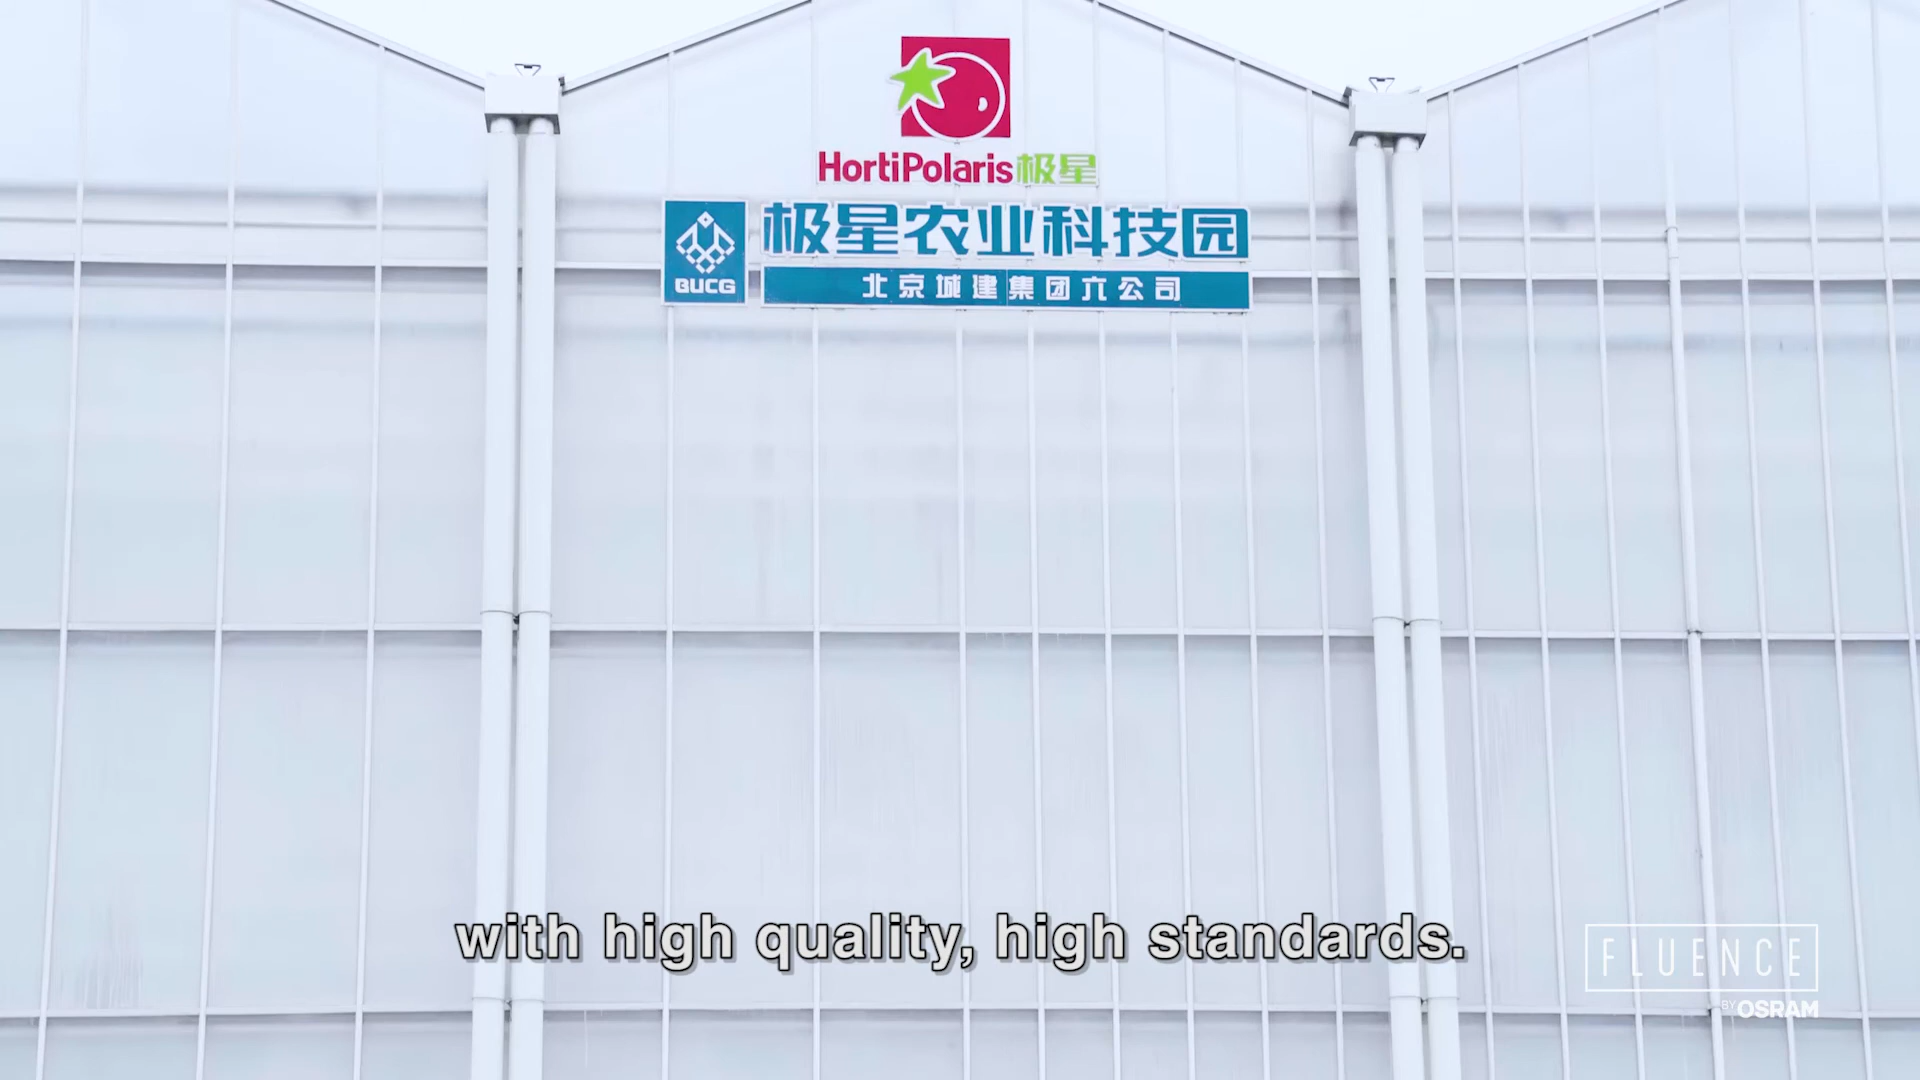 HortiPolaris极星
极星农业科技园
BUCG
北京城建集团六公司
with high quality, high standards.
FLUENCE
BY OSRAM